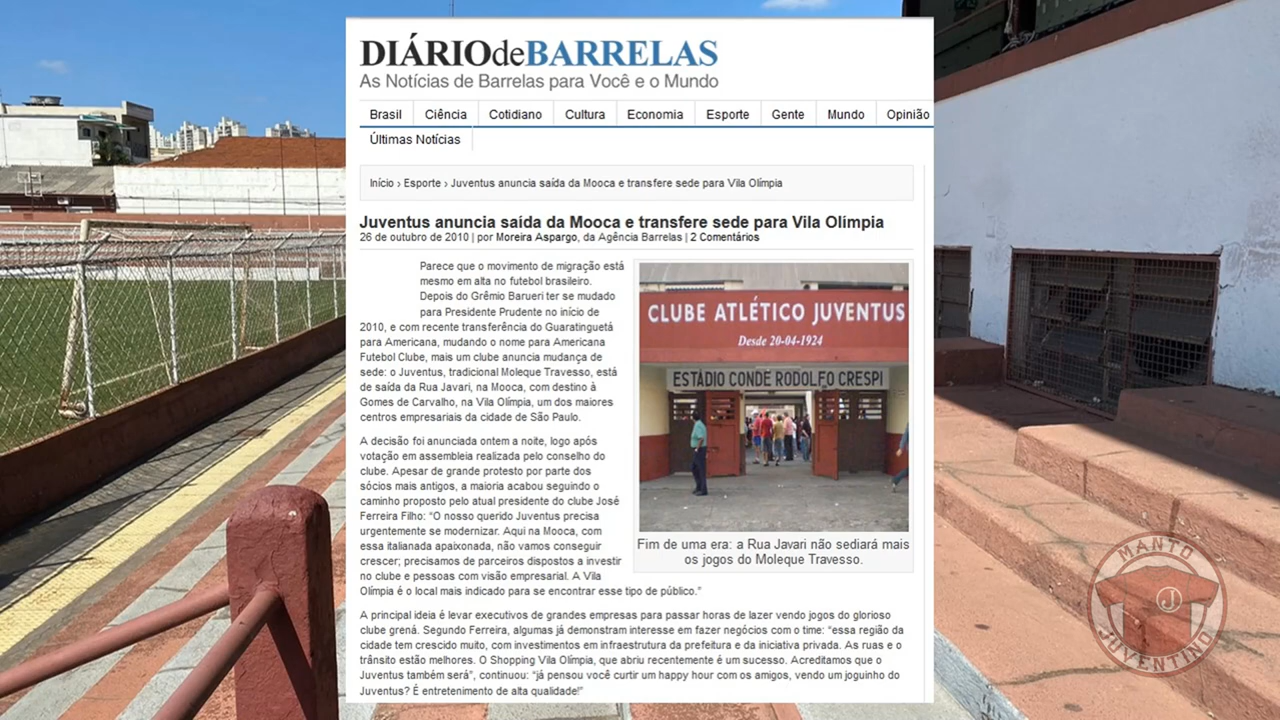 DIÁRIOdeBARRELAS
As Notícias de Barrelas para Você e o Mundo
Brasil Ciência Cotidiano Cultura Economia Esporte Gente Mundo Opinião
Últimas Notícias
Início › Esporte › Juventus anuncia saída da Mooca e transfere sede para Vila Olímpia
Juventus anuncia saída da Mooca e transfere sede para Vila Olímpia
26 de outubro de 2010 | por Moreira Aspargo, da Agência Barrelas | 2 Comentários
Parece que o movimento de migração está
mesmo em alta no futebol brasileiro.
Depois do Grêmio Barueri ter se mudado
para Presidente Prudente no início de
2010, e com recente transferência do Guaratinguetá
para Americana, mudando o nome para Americana
Futebol Clube, mais um clube anuncia mudança de
sede: o Juventus, tradicional Moleque Travesso, está
de saída da Rua Javari, na Mooca, com destino à
Gomes de Carvalho, na Vila Olímpia, um dos maiores
centros empresariais da cidade de São Paulo.
CLUBE ATLÉTICO JUVENTUS
Desde 20-04-1924
ESTÁDIO CONDE RODOLFO CRESPI
Fim de uma era: a Rua Javari não sediará mais
os jogos do Moleque Travesso.
A decisão foi anunciada ontem a noite, logo após
votação em assembleia realizada pelo conselho do
clube. Apesar de grande protesto por parte dos
sócios mais antigos, a maioria acabou seguindo o
caminho proposto pelo atual presidente do clube José
Ferreira Filho: “O nosso querido Juventus precisa
urgentemente se modernizar. Aqui na Mooca, com
essa italianada apaixonada, não vamos conseguir
crescer; precisamos de parceiros dispostos a investir
no clube e pessoas com visão empresarial. A Vila
Olímpia é o local mais indicado para se encontrar esse tipo de público.”
A principal ideia é levar executivos de grandes empresas para passar horas de lazer vendo jogos do glorioso
clube grená. Segundo Ferreira, algumas já demonstram interesse em fazer negócios com o time: “essa região da
cidade tem crescido muito, com investimentos em infraestrutura da prefeitura e da iniciativa privada. As ruas e o
trânsito estão melhores. O Shopping Vila Olímpia, que abriu recentemente é um sucesso. Acreditamos que o
Juventus também será”, continuou: “já pensou você curtir um happy hour com os amigos, vendo um joguinho do
Juventus? É entretenimento de alta qualidade!”
MANTO
J
JUVENTINO